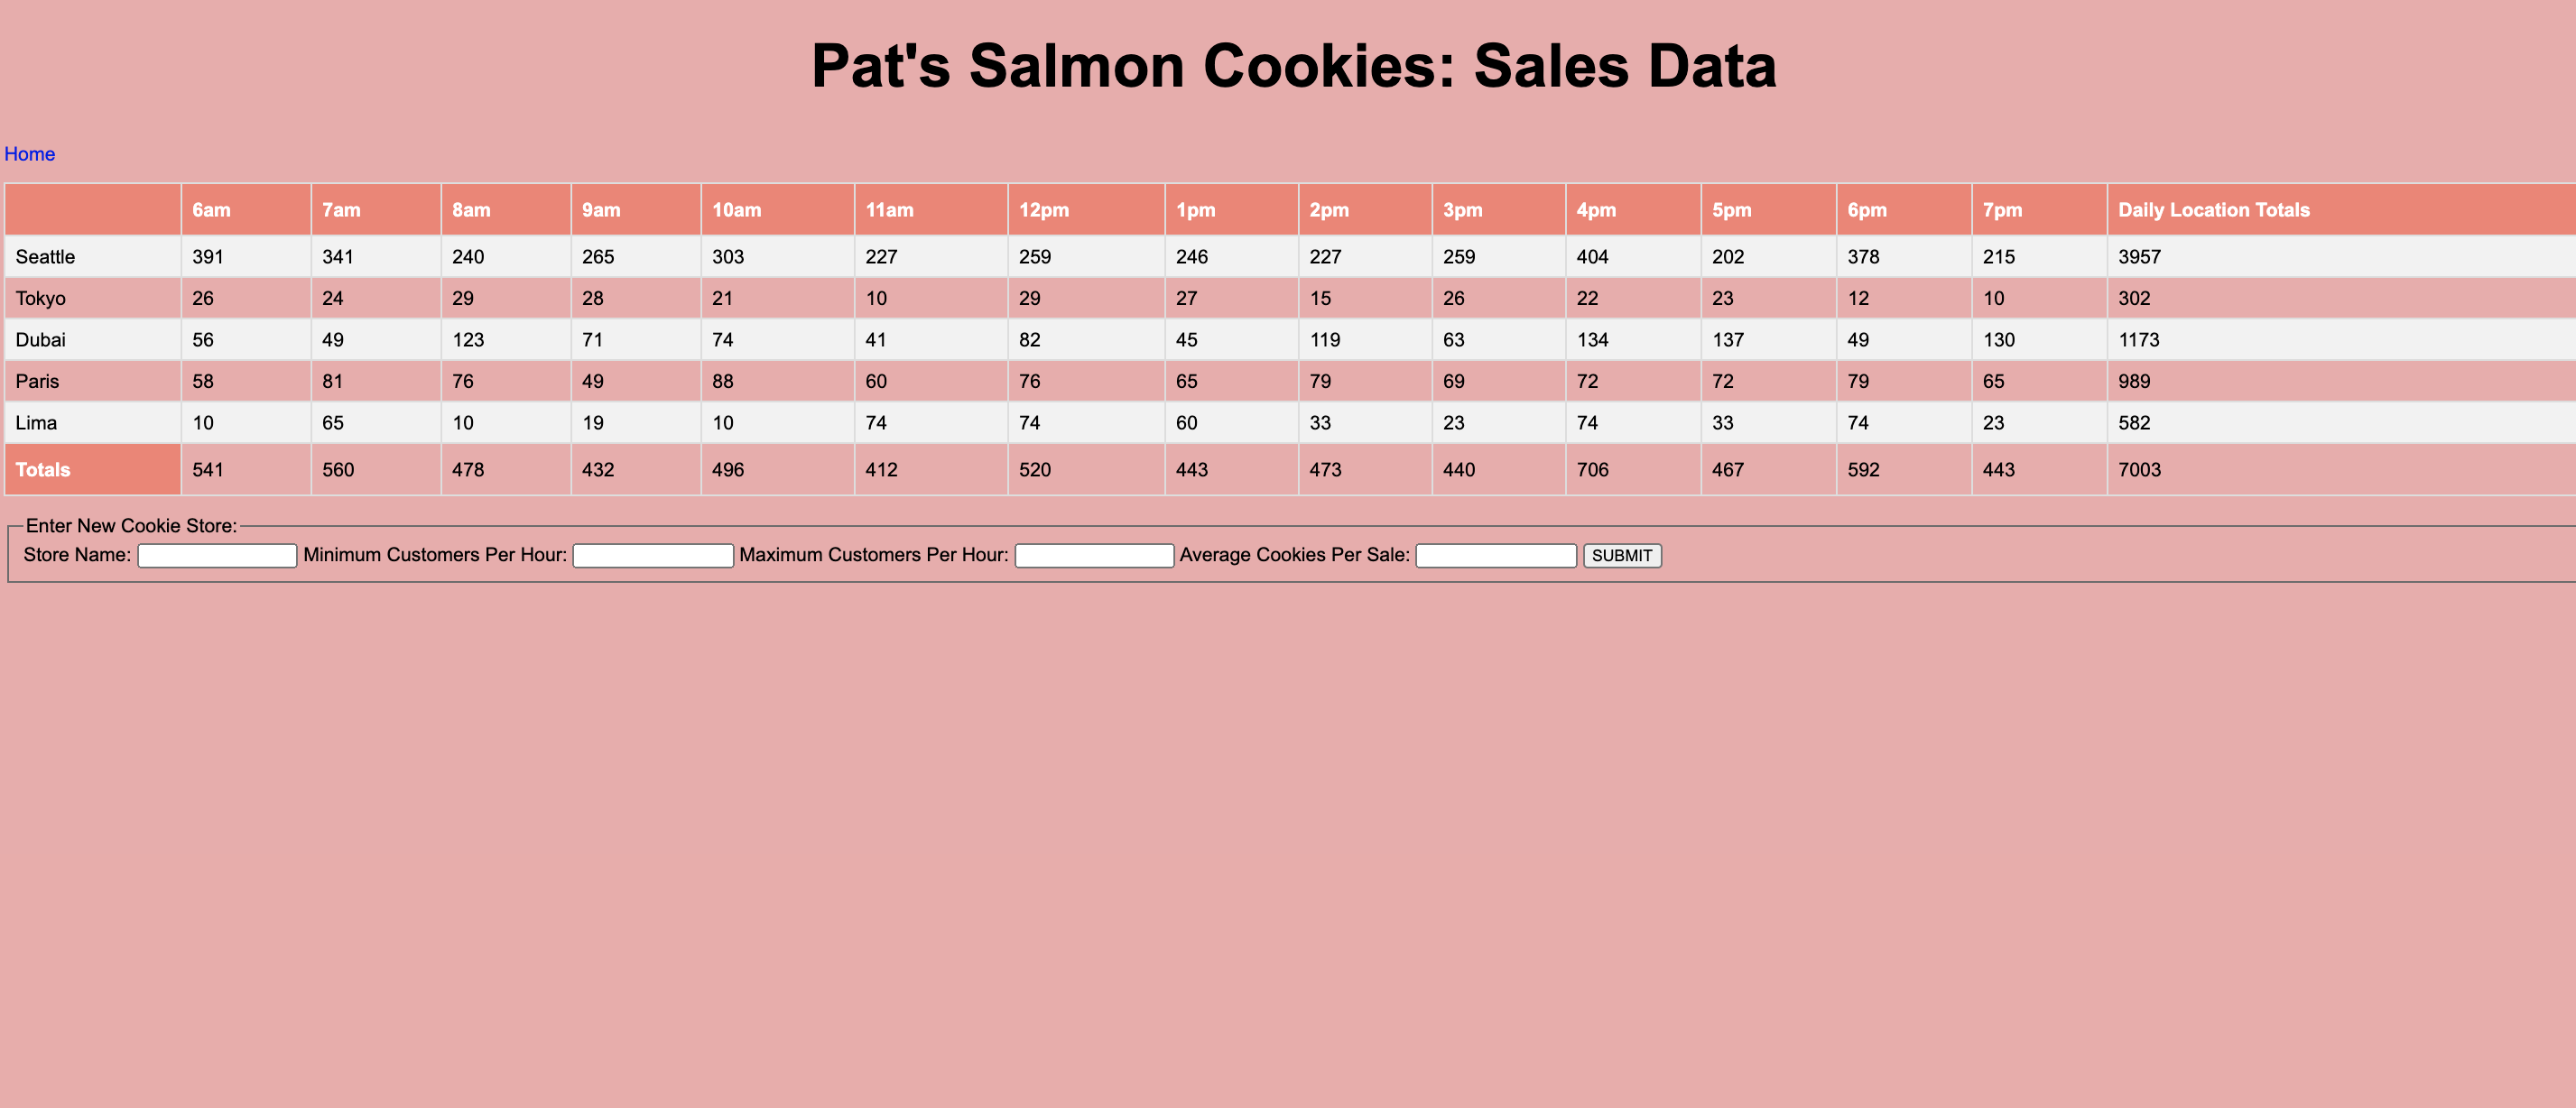 Pat's Salmon Cookies: Sales Data
Home
6am 7am 8am 9am 10am 11am 12pm 1pm 2pm 3pm 4pm 5pm 6pm 7pm Daily Location Totals
Seattle 391 341 240 265 303 227 259 246 227 259 404 202 378 215 3957
Tokyo 26 24 29 28 21 10 29 27 15 26 22 23 12 10 302
Dubai 56 49 123 71 74 41 82 45 119 63 134 137 49 130 1173
Paris 58 81 76 49 88 60 76 65 79 69 72 72 79 65 989
Lima 10 65 10 19 10 74 74 60 33 23 74 33 74 23 582
Totals 541 560 478 432 496 412 520 443 473 440 706 467 592 443 7003
Enter New Cookie Store:
Store Name: Minimum Customers Per Hour: Maximum Customers Per Hour: Average Cookies Per Sale: SUBMIT